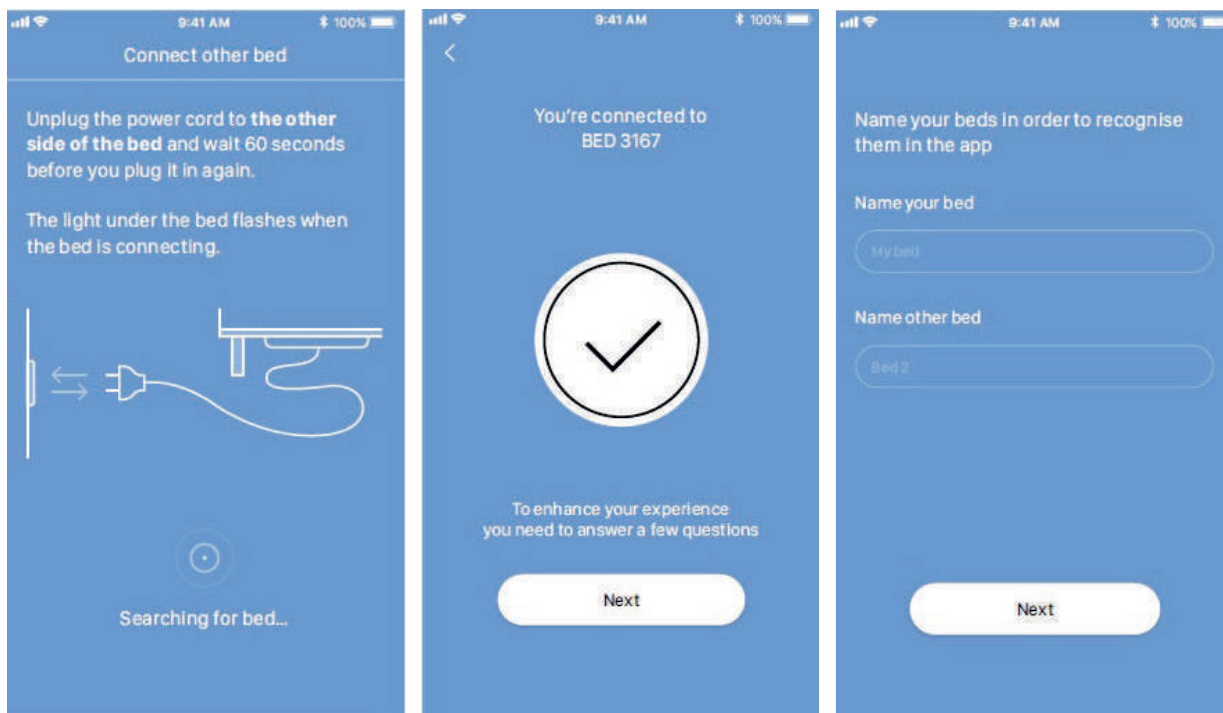 9:41 AM
100%
Connect other bed
Unplug the power cord to the other
side of the bed and wait 60 seconds
before you plug it in again.
The light under the bed flashes when
the bed is connecting.
Searching for bed...
9:41 AM
100%
You're connected to
BED 3167
To enhance your experience
you need to answer a few questions
Next
9:41 AM
100%
Name your beds in order to recognise
them in the app
Name your bed
My bed
Name other bed
Bed 2
Next